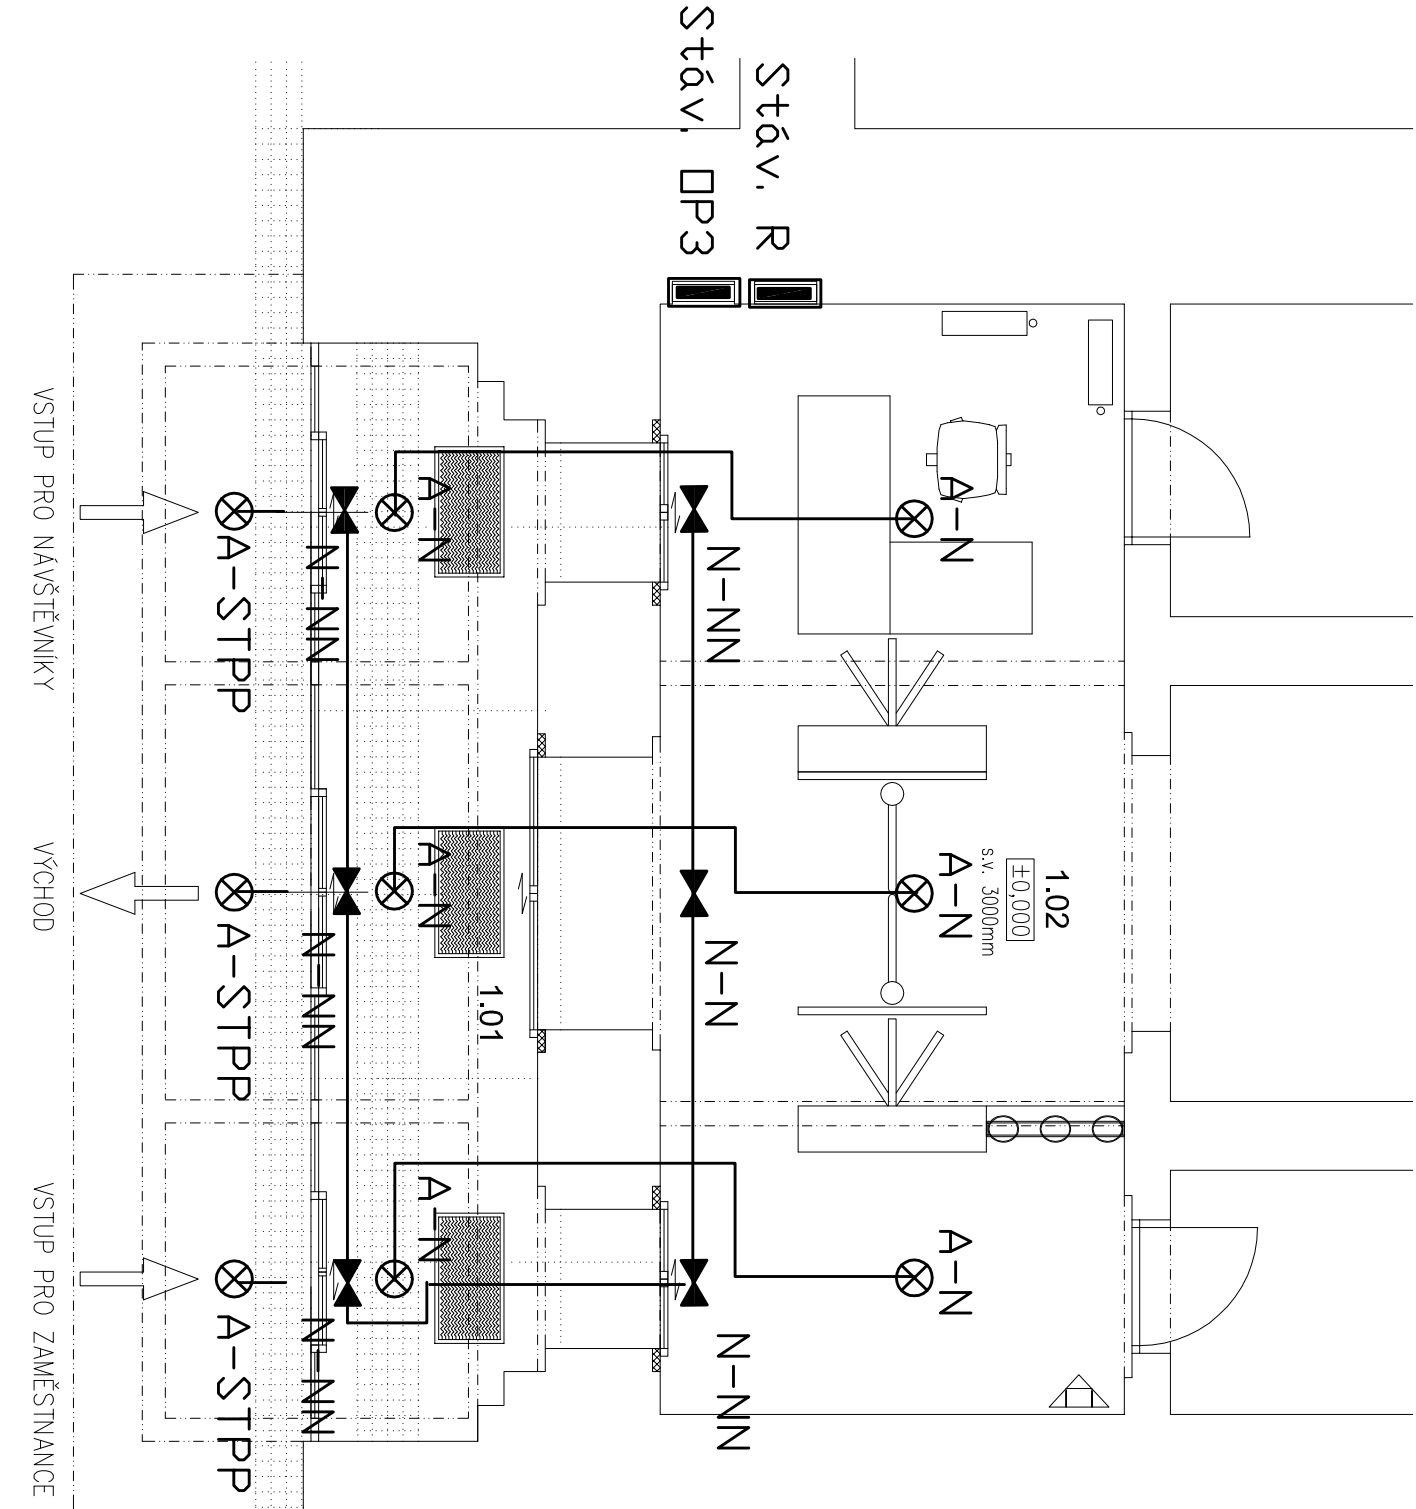 Stáv. R
Stáv. OP3
A-N
N-NN
A-N
N-NN
A-STPP
VSTUP PRO NÁVŠTĚVNÍKY
1.02
±0,000
s.v. 3000mm
A-N
N-N
1.01
A-N
N-NN
A-STPP
VÝCHOD
A-N
N-NN
A-N
N-NN
A-STPP
VSTUP PRO ZAMĚSTNANCE